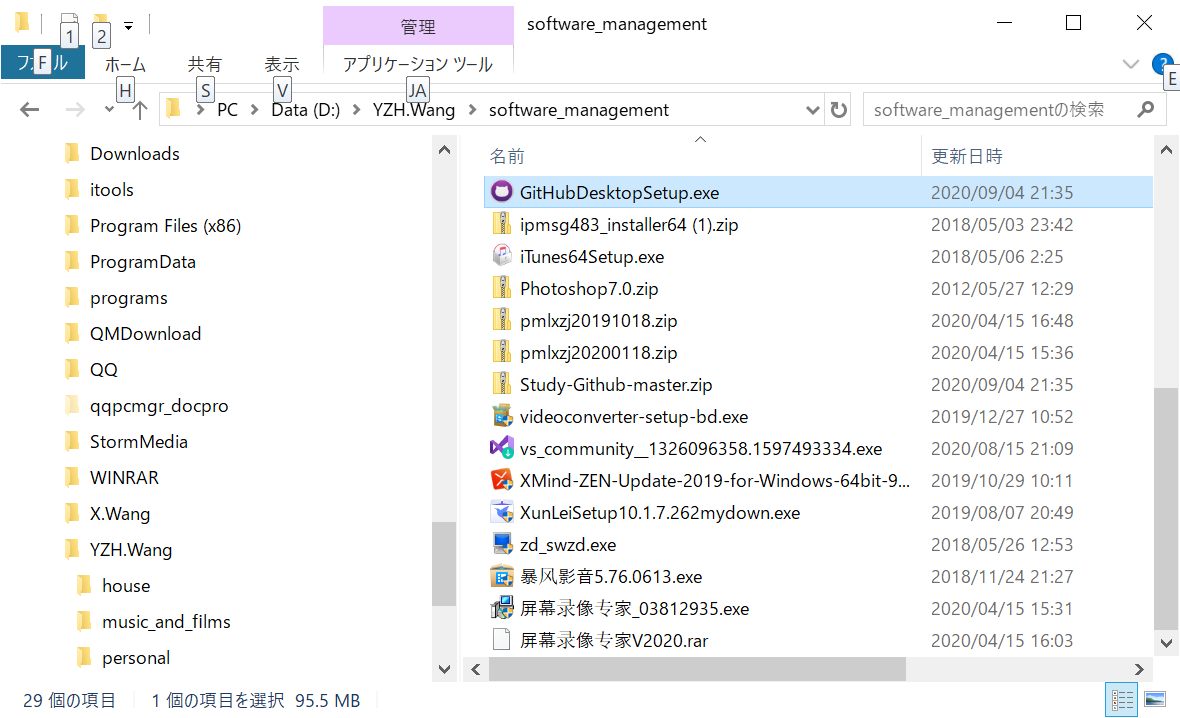 管理
software_management
1
2
ファイル
F
ホーム
共有
表示
アプリケーション ツール
H
S
V
JA
E
PC
Data (D:)
YZH.Wang
software_management
software_managementの検索
Downloads
itools
Program Files (x86)
ProgramData
programs
QMDownload
QQ
qqpcmgr_docpro
StormMedia
WINRAR
X.Wang
YZH.Wang
house
music_and_films
personal
名前 更新日時
GitHubDesktopSetup.exe 2020/09/04 21:35
ipmsg483_installer64 (1).zip 2018/05/03 23:42
iTunes64Setup.exe 2018/05/06 2:25
Photoshop7.0.zip 2012/05/27 12:29
pmlxzj20191018.zip 2020/04/15 16:48
pmlxzj20200118.zip 2020/04/15 15:36
Study-Github-master.zip 2020/09/04 21:35
videoconverter-setup-bd.exe 2019/12/27 10:52
vs_community__1326096358.1597493334.exe 2020/08/15 21:09
XMind-ZEN-Update-2019-for-Windows-64bit-9... 2019/10/29 10:11
XunLeiSetup10.1.7.262mydown.exe 2019/08/07 20:49
zd_swzd.exe 2018/05/26 12:53
暴风影音5.76.0613.exe 2018/11/24 21:27
屏幕录像专家_03812935.exe 2020/04/15 15:31
屏幕录像专家V2020.rar 2020/04/15 16:03
29 個の項目 1 個の項目を選択 95.5 MB